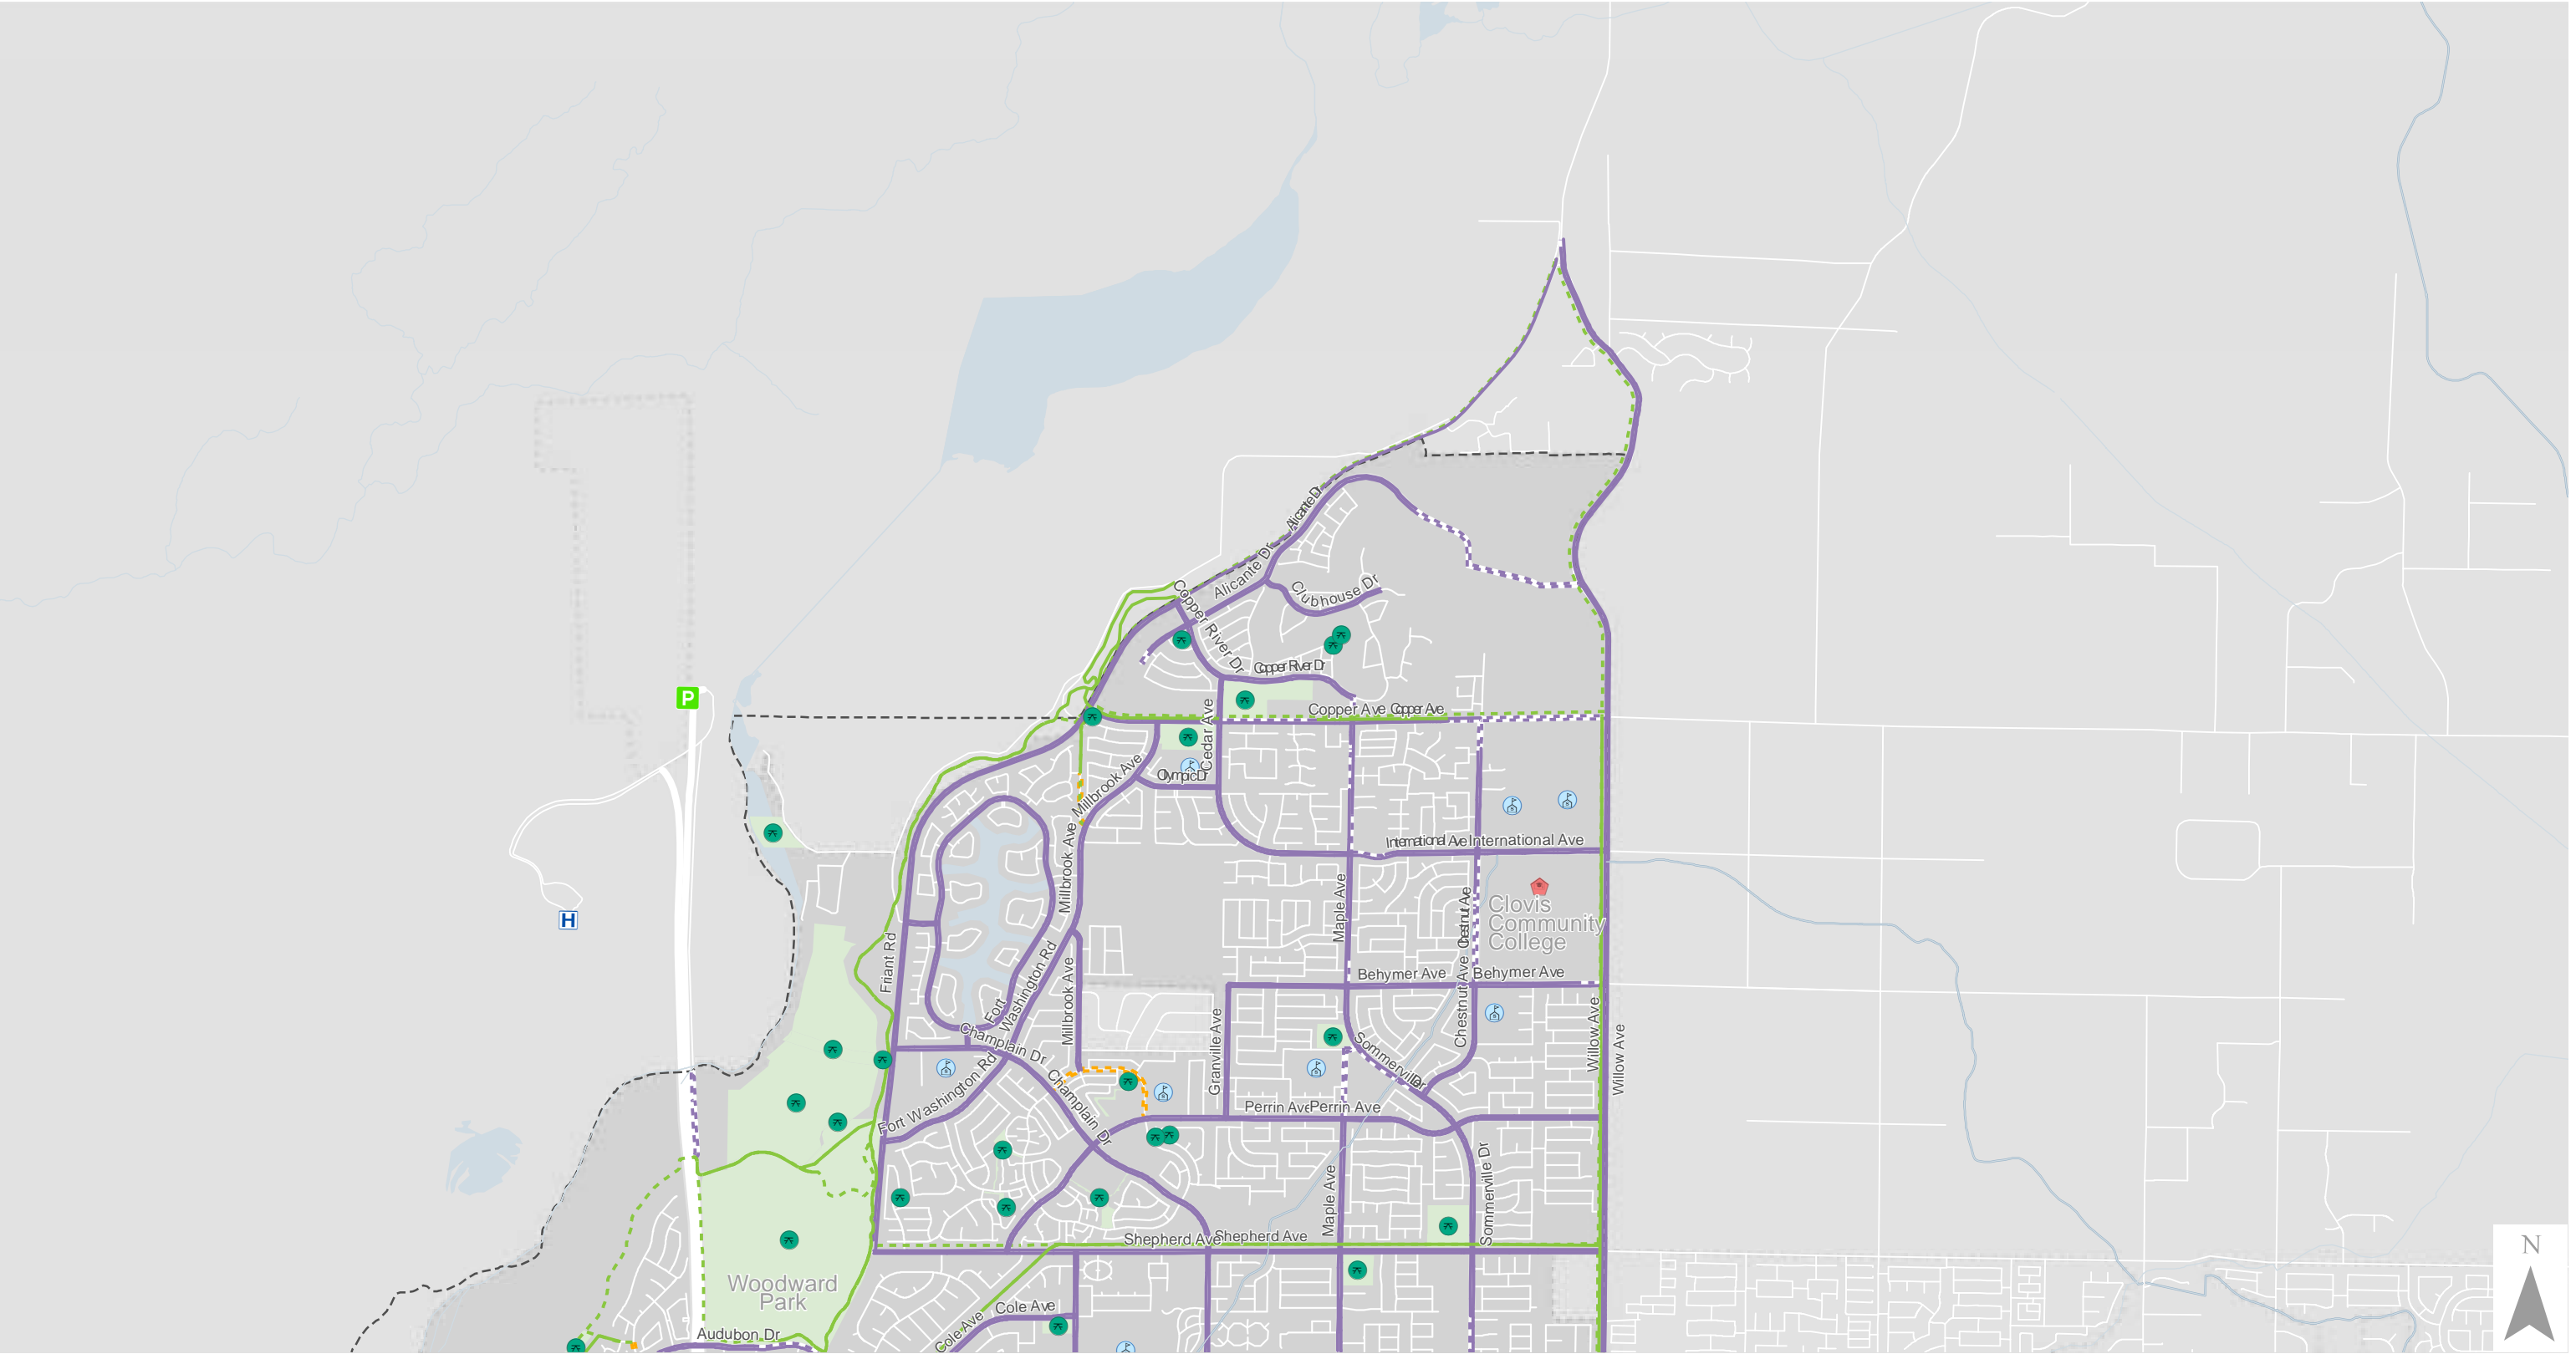 Alicante Dr
Alicante Dr
Clubhouse Dr
Copper River Dr
Copper River Dr
P
Copper Ave Copper Ave
Cedar Ave
Olympic Dr
Millbrook Ave
International Ave International Ave
Millbrook Ave
Maple Ave
Chestnut Ave
Clovis
Community
College
H
Friant Rd
Washington Rd
Fort
Behymer Ave
Behymer Ave
Millbrook Ave
Chestnut Ave
Willow Ave
Willow Ave
Granville Ave
Champlain Dr
Sommerville Dr
Fort Washington Rd
Champlain Dr
Perrin Ave Perrin Ave
Maple Ave
Sommerville Dr
Shepherd Ave Shepherd Ave
Woodward
Park
Cole Ave
Cole Ave
Audubon Dr
N